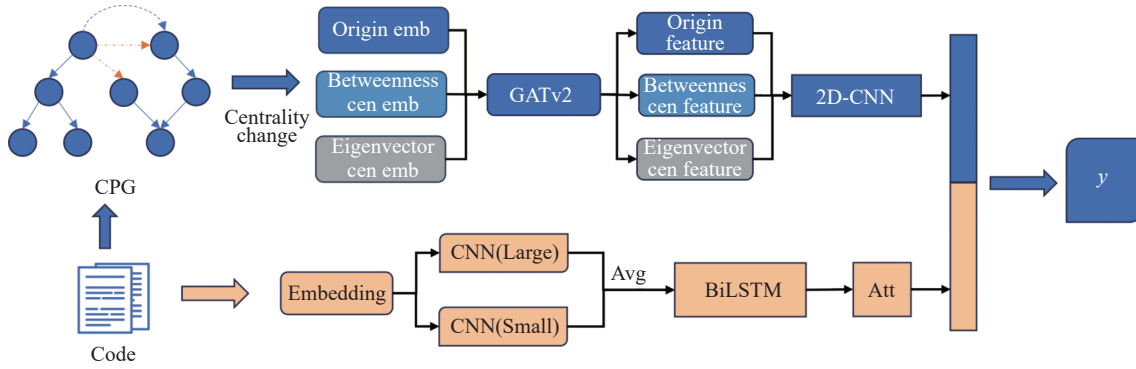 Origin emb
Betweenness
cen emb
Eigenvector
cen emb
Centrality
change
GATv2
Origin
feature
Betweennes
cen feature
Eigenvector
cen feature
2D-CNN
y
CPG
Code
Embedding
CNN(Large)
CNN(Small)
Avg
BiLSTM
Att